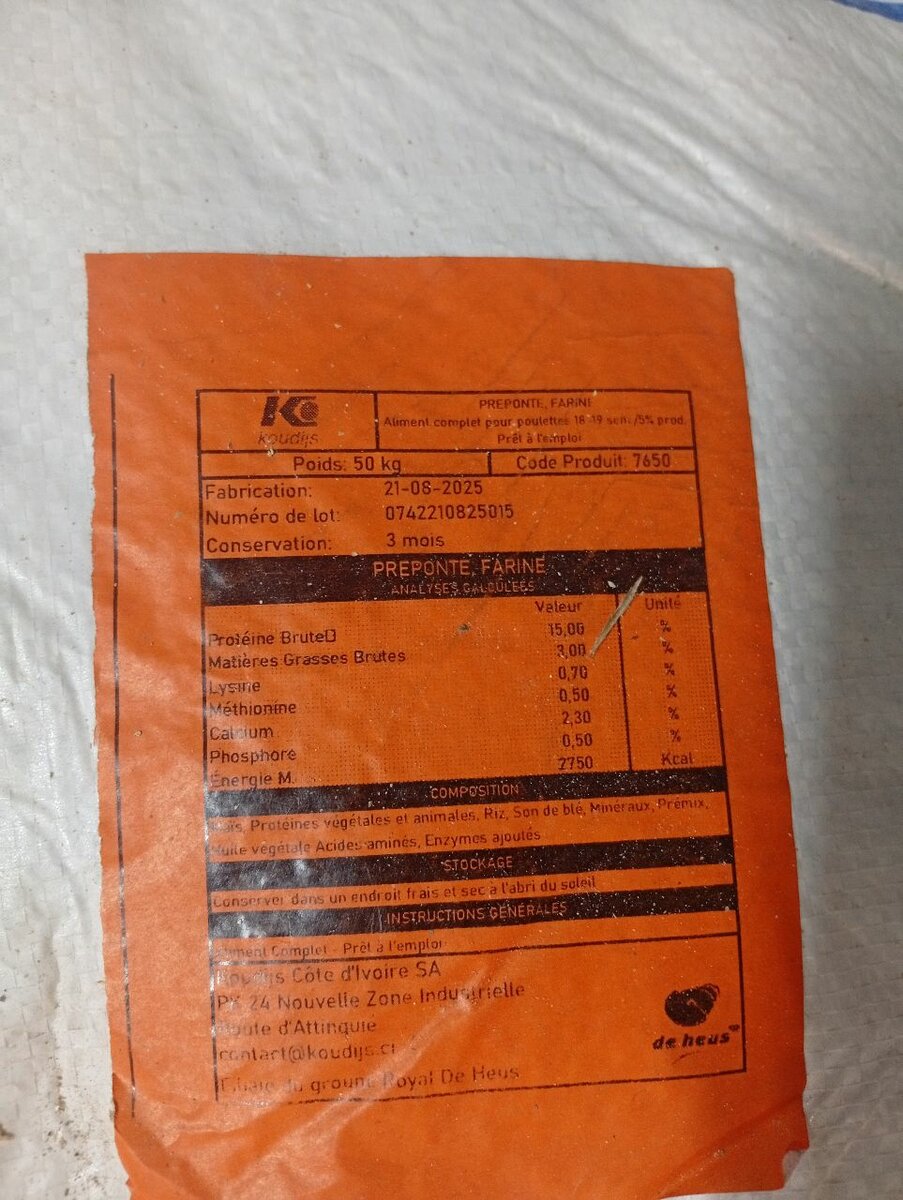 koudijs
PREPONTE, FARINE
Aliment complet pour poulettes 18-19 sem./5% prod.
Prêt à l'emploi
Poids: 50 kg
Code Produit: 7650
Fabrication: 21-08-2025
Numéro de lot: 0742210825015
Conservation: 3 mois
PREPONTE, FARINE
ANALYSES CALCULEES
Valeur Unité
Protéine Brute 15,00 %
Matières Grasses Brutes 3,00 %
Lysine 0,70 %
Méthionine 0,50 %
Calcium 2,30 %
Phosphore 0,50 %
Énergie M. 2750 Kcal
COMPOSITION
Maïs, Protéines végétales et animales, Riz, Son de blé, Minéraux, Prémix,
Huile végétale Acides aminés, Enzymes ajoutés
STOCKAGE
Conserver dans un endroit frais et sec à l'abri du soleil
INSTRUCTIONS GÉNÉRALES
Aliment Complet - Prêt à l'emploi
Koudijs Côte d'Ivoire SA
PK 24 Nouvelle Zone Industrielle
Route d'Attinguie
contact@koudijs.ci
Filiale du groupe Royal De Heus
de heus